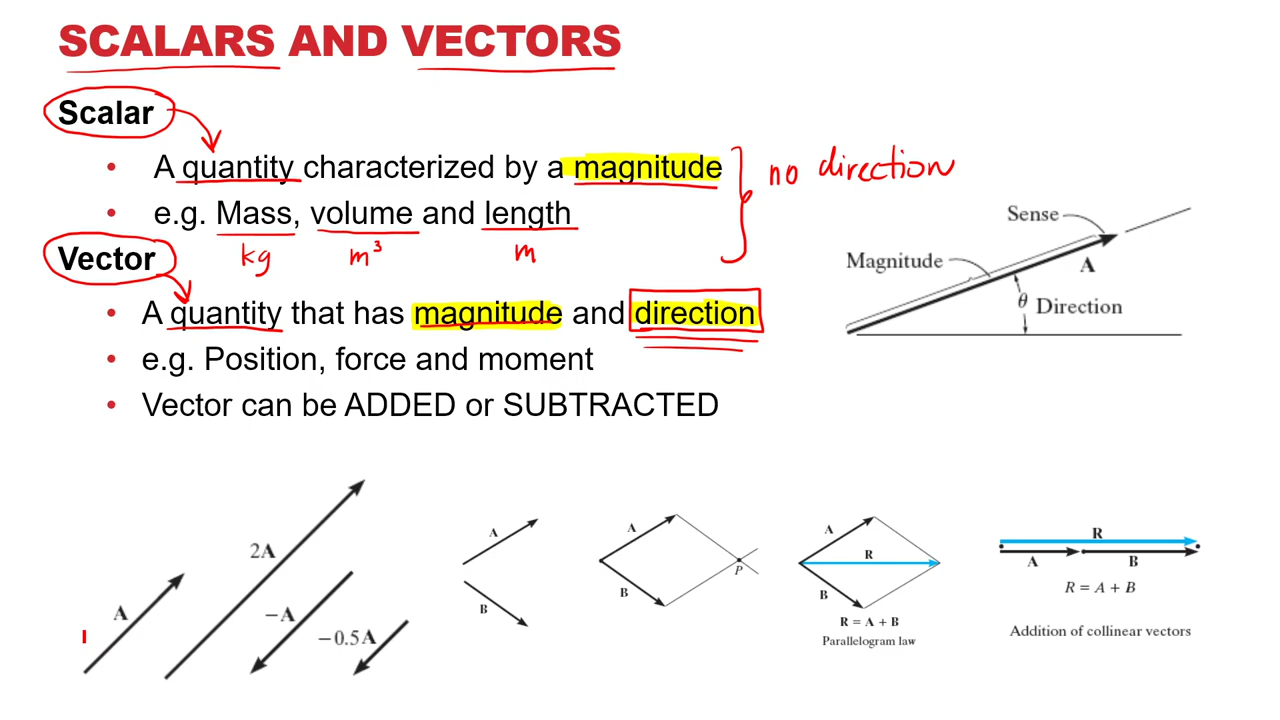 SCALARS AND VECTORS
Scalar
• A quantity characterized by a magnitude
no direction
• e.g. Mass, volume and length
kg m³ m
Vector
• A quantity that has magnitude and direction
• e.g. Position, force and moment
• Vector can be ADDED or SUBTRACTED
Sense
Magnitude
A
θ Direction
A
2A
−A
−0.5A
A
B
A
B
P
A
R
B
R = A + B
Parallelogram law
R
A B
R = A + B
Addition of collinear vectors